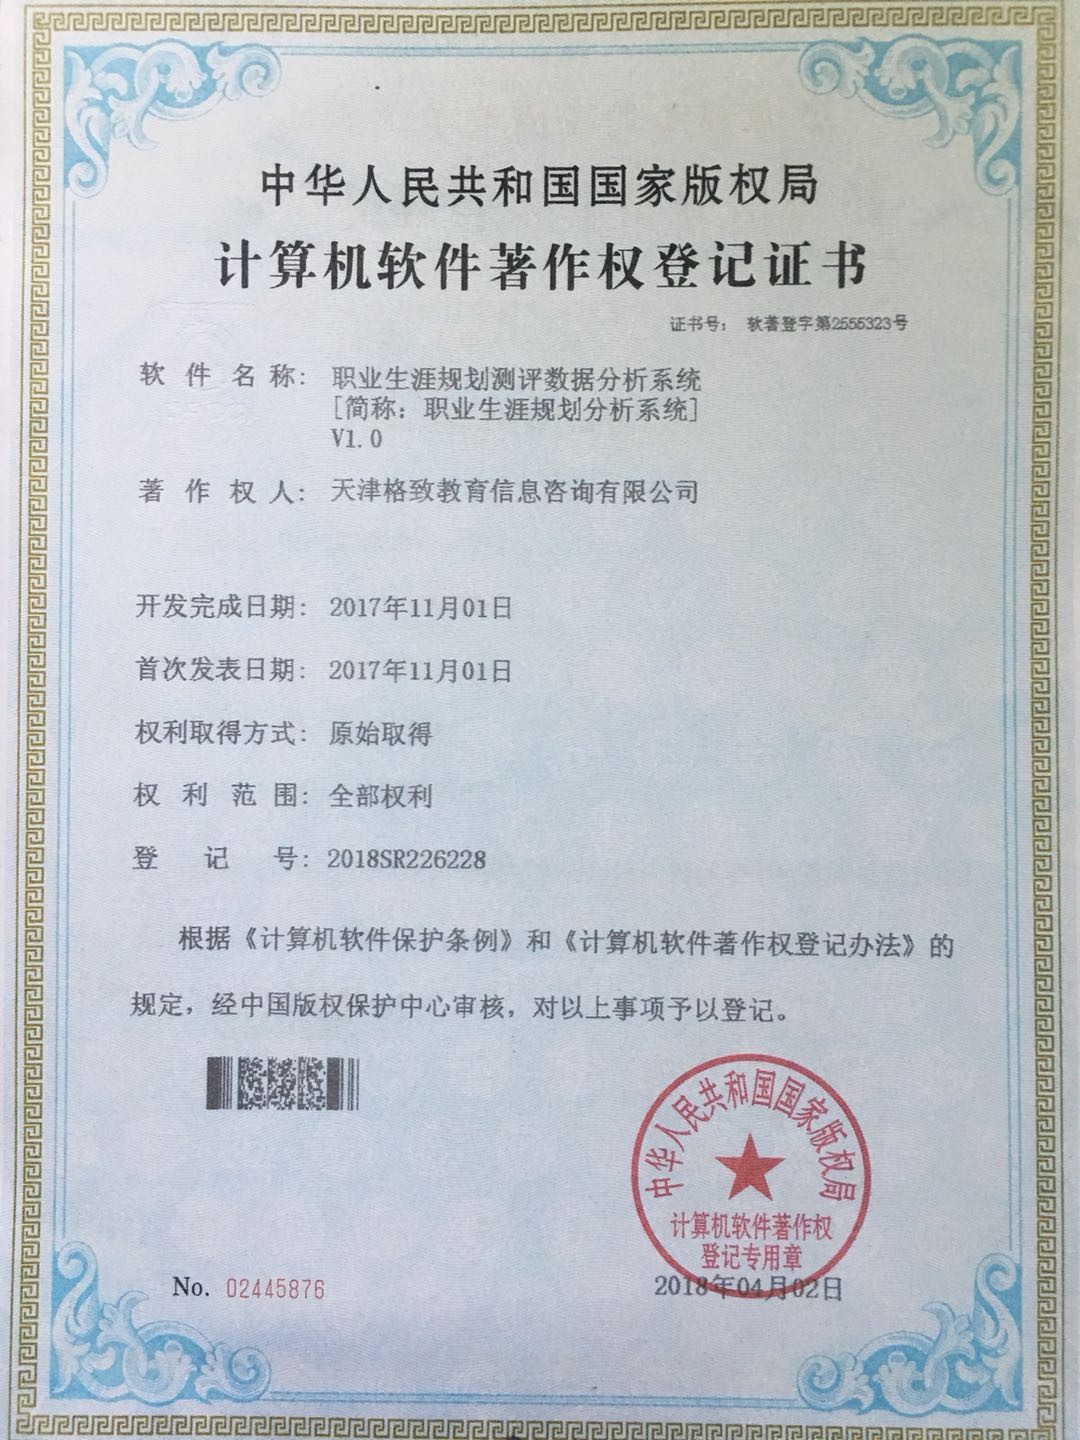 中华人民共和国国家版权局
计算机软件著作权登记证书
证书号： 软著登字第2555323号
软件名称： 职业生涯规划测评数据分析系统
[简称：职业生涯规划分析系统]
V1.0
著作权人： 天津格致教育信息咨询有限公司
开发完成日期： 2017年11月01日
首次发表日期： 2017年11月01日
权利取得方式： 原始取得
权利范围： 全部权利
登记号： 2018SR226228
根据《计算机软件保护条例》和《计算机软件著作权登记办法》的
规定，经中国版权保护中心审核，对以上事项予以登记。
中华人民共和国国家版权局
计算机软件著作权
登记专用章
No. 02445876
2018年04月02日